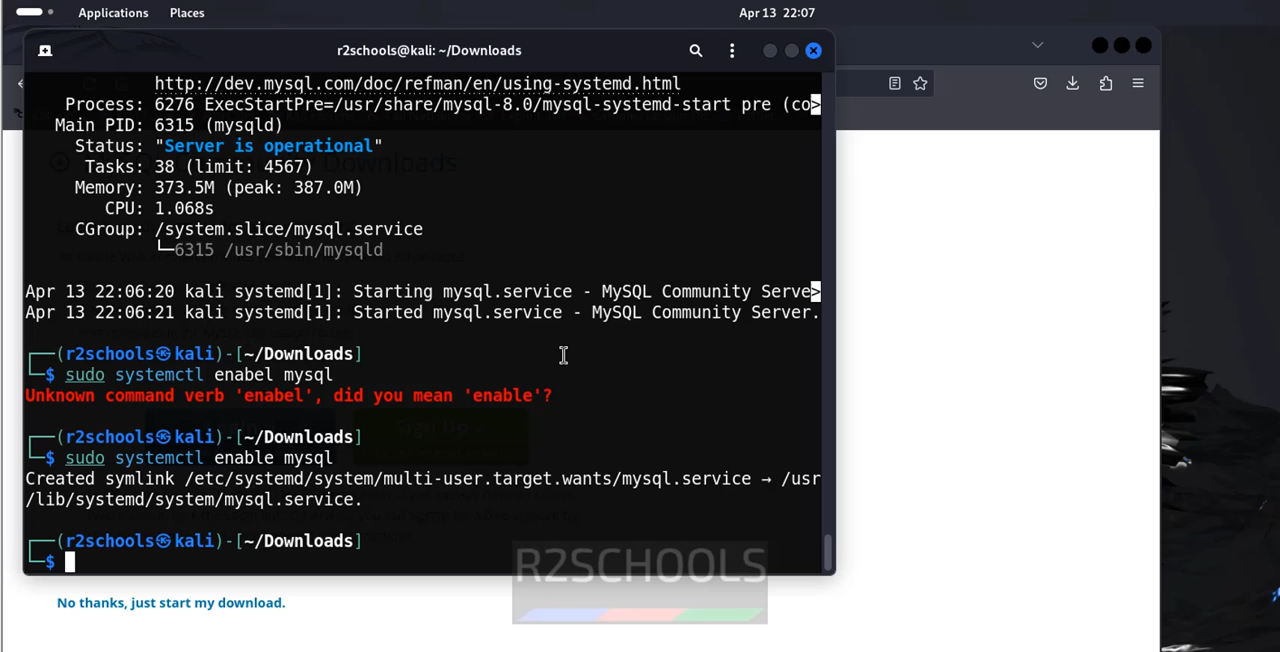 Applications Places Apr 13 22:07
r2schools@kali: ~/Downloads
http://dev.mysql.com/doc/refman/en/using-systemd.html
Process: 6276 ExecStartPre=/usr/share/mysql-8.0/mysql-systemd-start pre (co>
Main PID: 6315 (mysqld)
Status: "Server is operational"
Tasks: 38 (limit: 4567)
Memory: 373.5M (peak: 387.0M)
CPU: 1.068s
CGroup: /system.slice/mysql.service
└─6315 /usr/sbin/mysqld
Apr 13 22:06:20 kali systemd[1]: Starting mysql.service - MySQL Community Serve>
Apr 13 22:06:21 kali systemd[1]: Started mysql.service - MySQL Community Server.
┌──(r2schools㉿kali)-[~/Downloads]
└─$ sudo systemctl enabel mysql
Unknown command verb 'enabel', did you mean 'enable'?
┌──(r2schools㉿kali)-[~/Downloads]
└─$ sudo systemctl enable mysql
Created symlink /etc/systemd/system/multi-user.target.wants/mysql.service → /usr
/lib/systemd/system/mysql.service.
┌──(r2schools㉿kali)-[~/Downloads]
└─$
R2SCHOOLS
No thanks, just start my download.